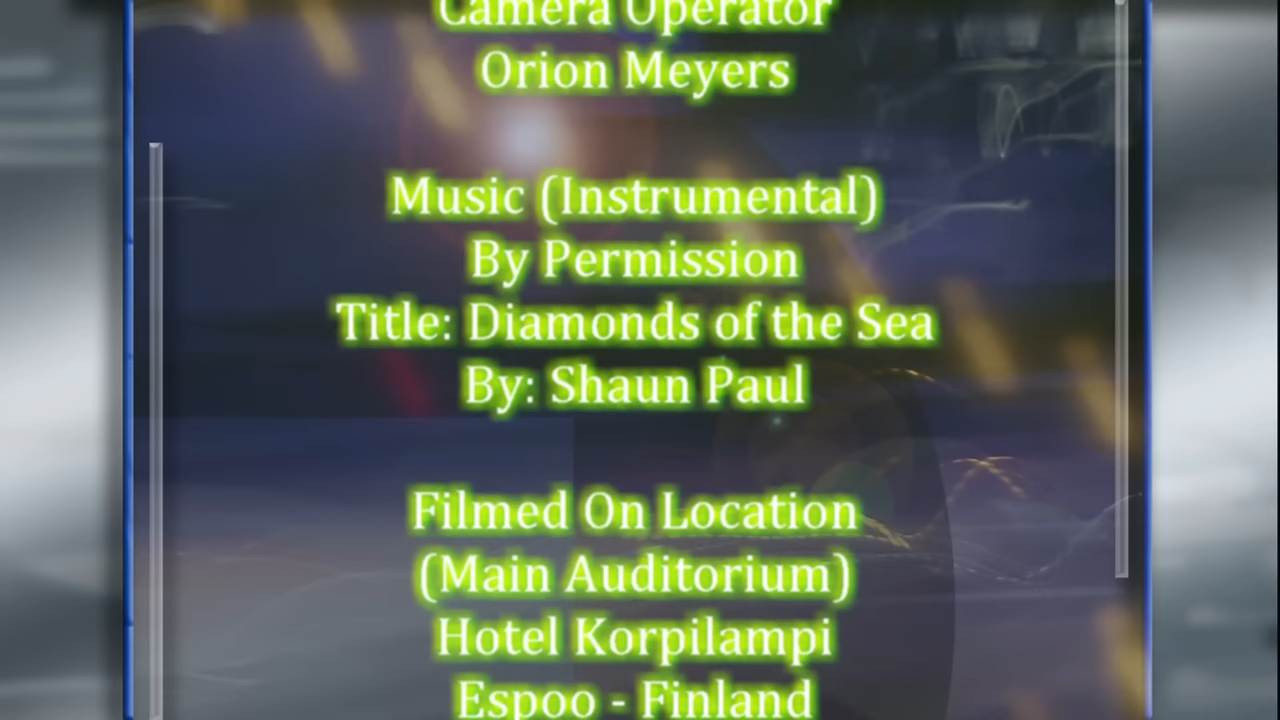 Camera Operator
Orion Meyers
Music (Instrumental)
By Permission
Title: Diamonds of the Sea
By: Shaun Paul
Filmed On Location
(Main Auditorium)
Hotel Korpilampi
Espoo - Finland